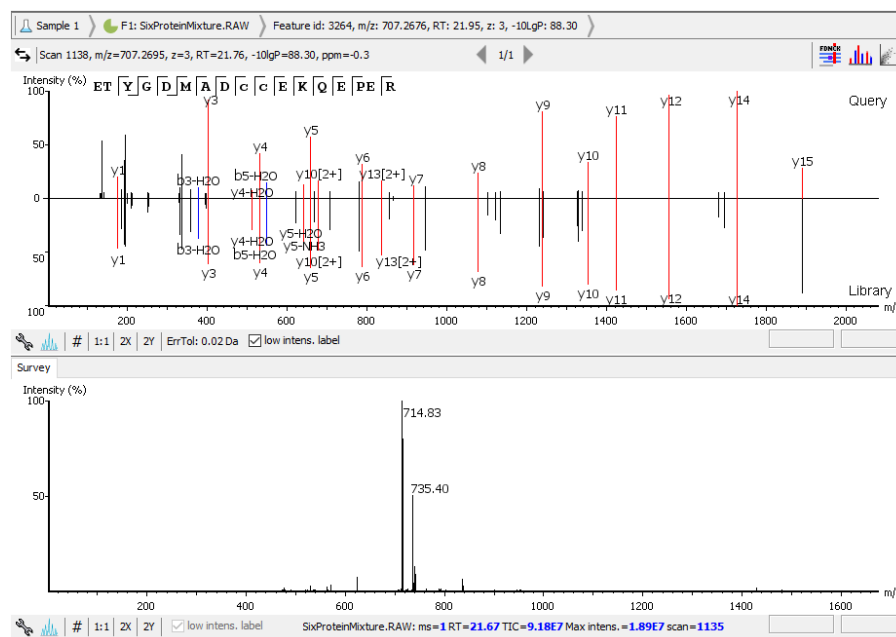 Sample 1 F1: SixProteinMixture.RAW Feature id: 3264, m/z: 707.2676, RT: 21.95, z: 3, -10LgP: 88.30
Scan 1138, m/z=707.2695, z=3, RT=21.76, -10lgP=88.30, ppm=-0.3 1/1
Intensity (%) E T Y G D M A D C C E K Q E P E R
100 y3 y12 y14 Query
y9 y11
50 y5
y4 y10
y1 y6
b3-H2O b5-H2O y10[2+] y13[2+] y7 y8 y15
y4-H2O
0
y5-H2O
b3-H2O y4-H2O y5-NH3
50 b5-H2O
y1 y3 y4 y5 y10[2+] y6 y13[2+] y7 y8 y9 y10 y11 y12 y14 Library
100
200 400 600 800 1000 1200 1400 1600 1800 2000 m/
# 1:1 2X 2Y ErrTol: 0.02 Da low intens. label
Survey
Intensity (%)
100
714.83
735.40
50
200 400 600 800 1000 1200 1400 1600 m/
# 1:1 2X 2Y low intens. label SixProteinMixture.RAW: ms=1 RT=21.67 TIC=9.18E7 Max intens.=1.89E7 scan=1135